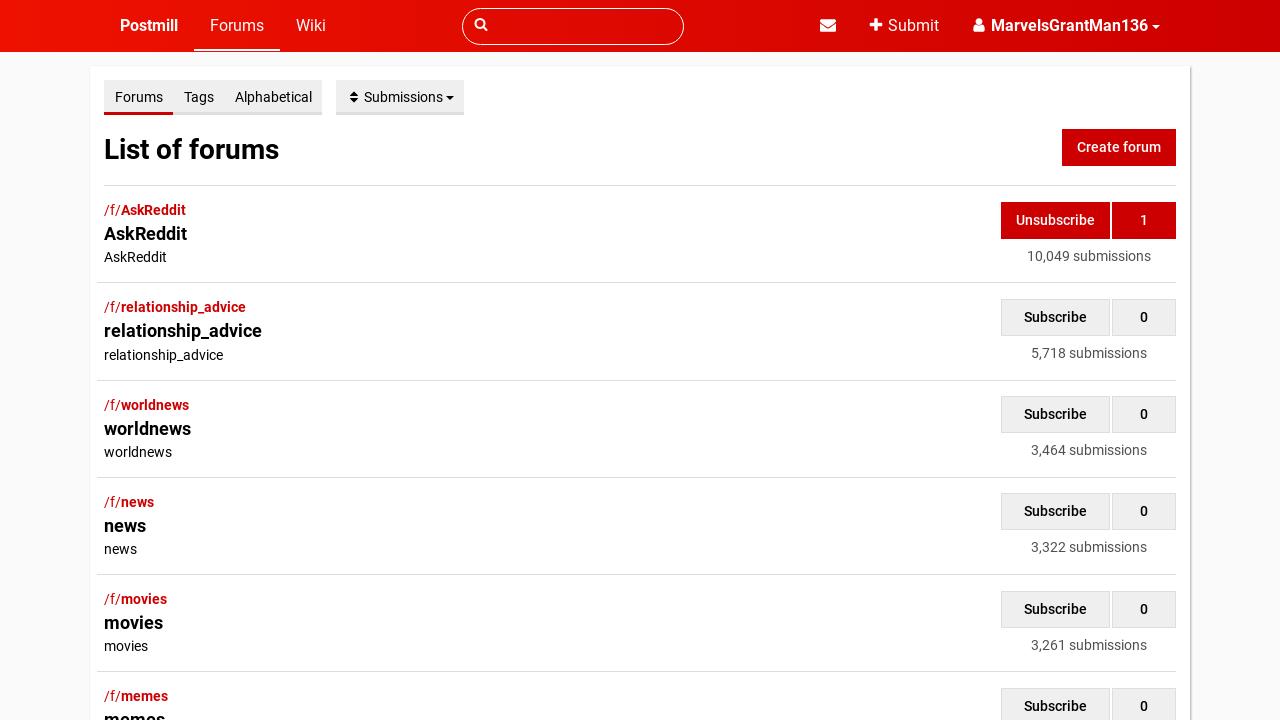 Postmill Forums Wiki Submit MarvelsGrantMan136
Forums Tags Alphabetical Submissions
List of forums
Create forum
/f/AskReddit
AskReddit
AskReddit
Unsubscribe 1
10,049 submissions
/f/relationship_advice
relationship_advice
relationship_advice
Subscribe 0
5,718 submissions
/f/worldnews
worldnews
worldnews
Subscribe 0
3,464 submissions
/f/news
news
news
Subscribe 0
3,322 submissions
/f/movies
movies
movies
Subscribe 0
3,261 submissions
/f/memes
memes
Subscribe 0